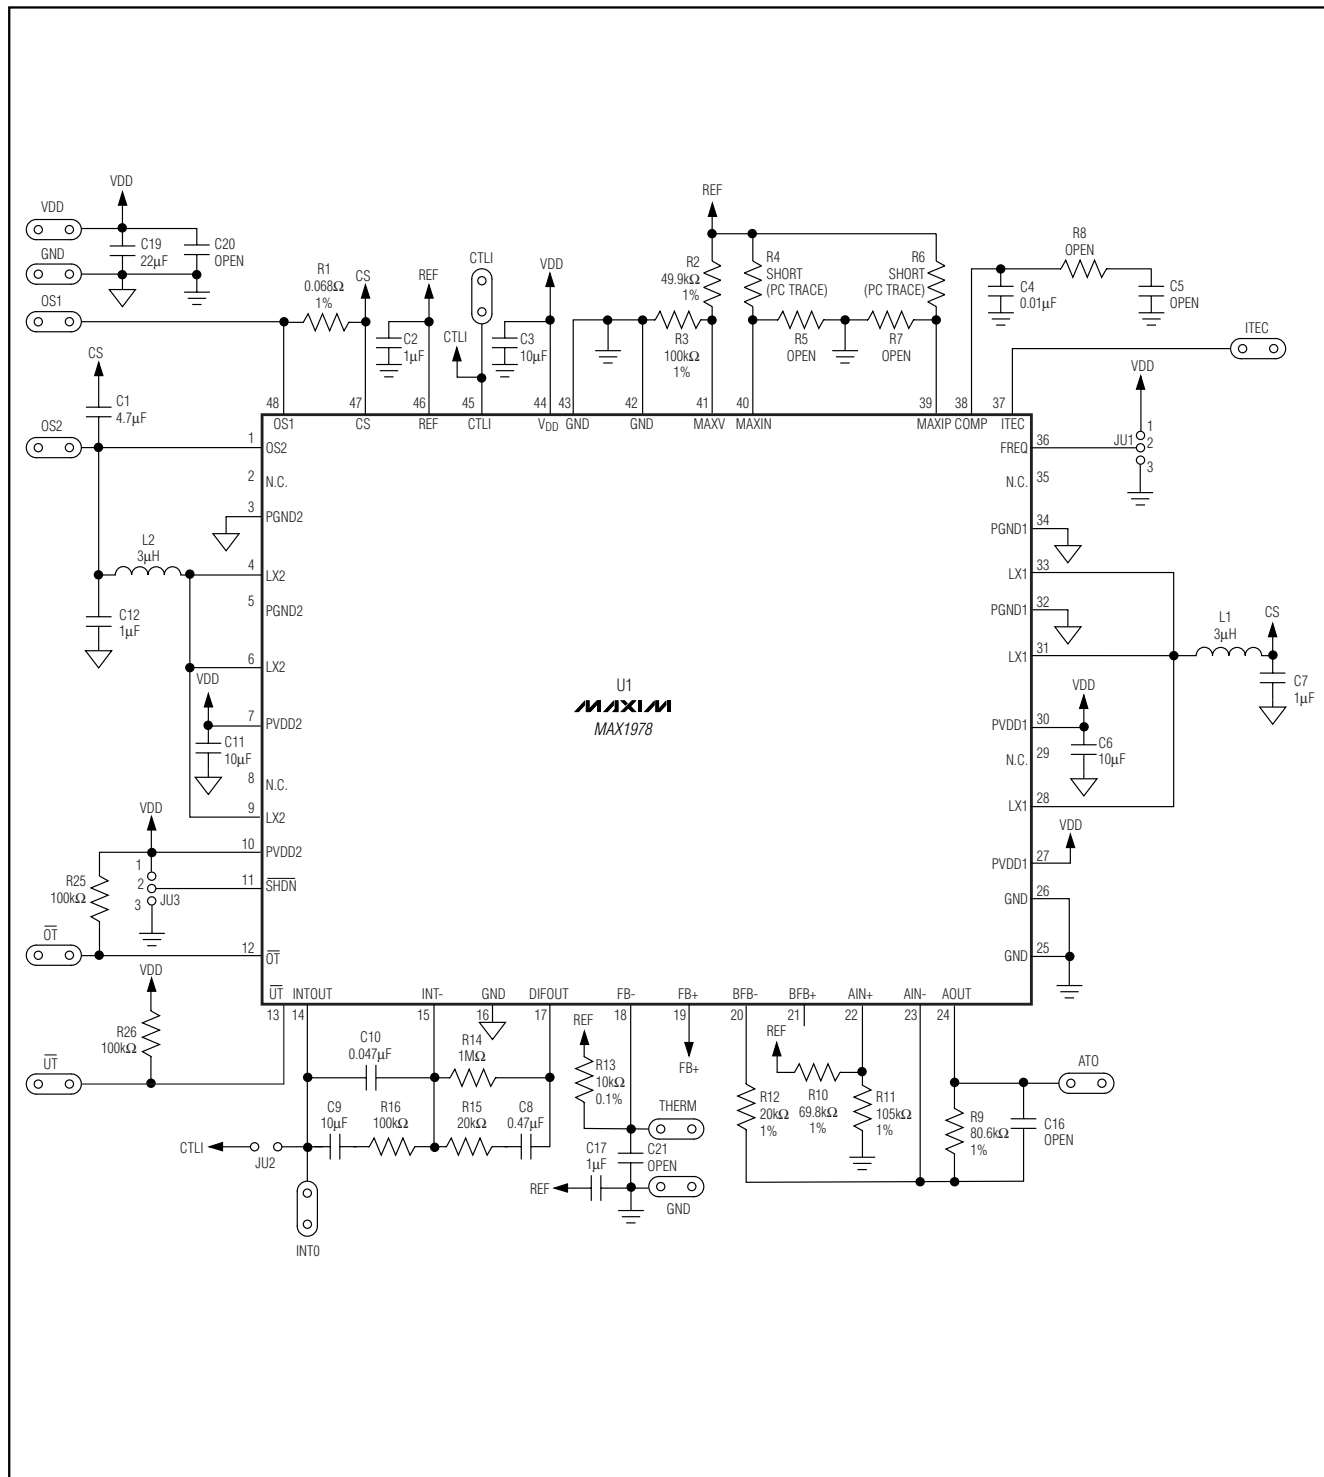 VDD
VDD
GND
OS1
C19
22µF
C20
OPEN
R1
0.068Ω
1%
CS
REF
C2
1µF
CTLI
CTLI
VDD
C3
10µF
REF
R2
49.9kΩ
1%
R3
100kΩ
1%
R4
SHORT
(PC TRACE)
R5
OPEN
R6
SHORT
(PC TRACE)
R7
OPEN
R8
OPEN
C4
0.01µF
C5
OPEN
ITEC
VDD
JU1
1
2
3
CS
C1
4.7µF
OS2
48
47
46
45
44
43
42
41
40
39
38
37
OS1
CS
REF
CTLI
VDD
GND
GND
MAXV
MAXIN
MAXIP
COMP
ITEC
1
OS2
2
N.C.
3
PGND2
4
LX2
5
PGND2
6
LX2
7
PVDD2
8
N.C.
9
LX2
10
PVDD2
11
S̅H̅D̅N̅
12
O̅T̅
FREQ
36
N.C.
35
PGND1
34
LX1
33
PGND1
32
LX1
31
PVDD1
30
N.C.
29
LX1
28
PVDD1
27
GND
26
GND
25
L2
3µH
C12
1µF
VDD
C11
10µF
U1
MAXIM
MAX1978
L1
3µH
CS
C7
1µF
VDD
C6
10µF
VDD
VDD
R25
100kΩ
1
2
3
JU3
O̅T̅
VDD
R26
100kΩ
U̅T̅
U̅T̅
INTOUT
INT-
GND
DIFOUT
FB-
FB+
BFB-
BFB+
AIN+
AIN-
AOUT
13
14
15
16
17
18
19
20
21
22
23
24
C10
0.047µF
R14
1MΩ
C9
10µF
R16
100kΩ
R15
20kΩ
C8
0.47µF
CTLI
JU2
INT0
REF
R13
10kΩ
0.1%
FB+
THERM
C17
1µF
C21
OPEN
REF
GND
R12
20kΩ
1%
REF
R10
69.8kΩ
1%
R11
105kΩ
1%
R9
80.6kΩ
1%
C16
OPEN
ATO